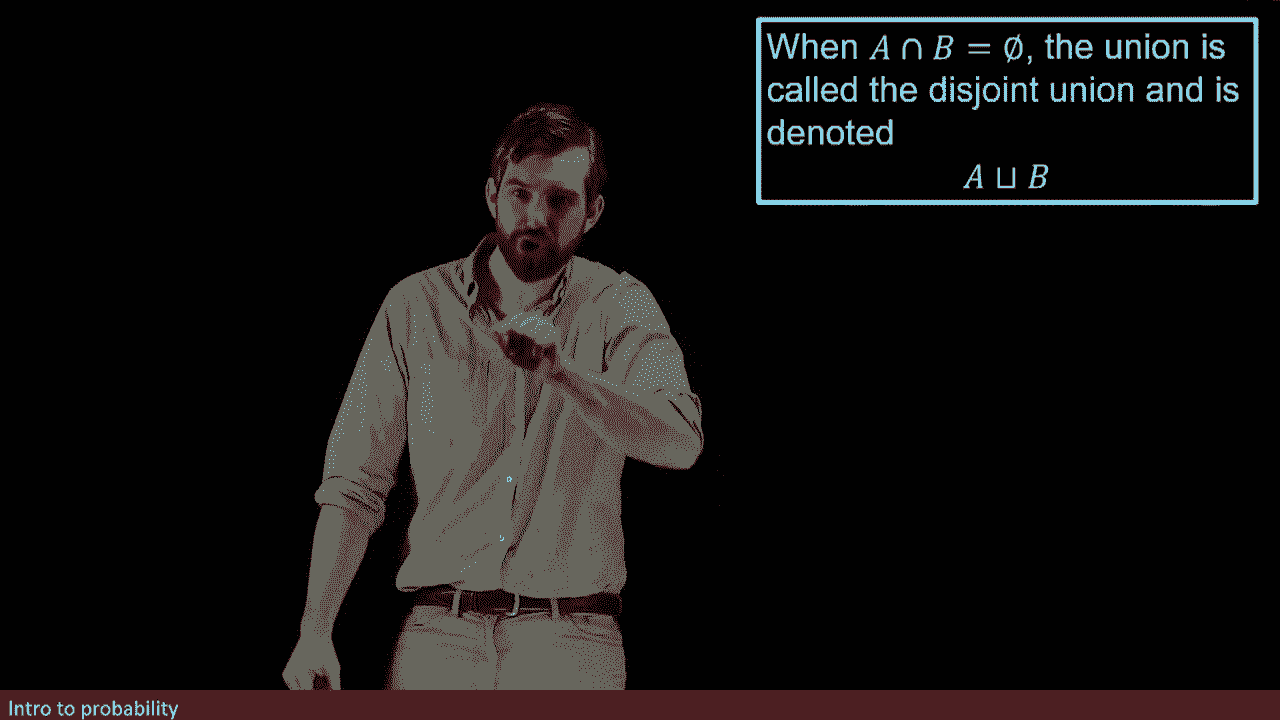 When A ∩ B = ∅, the union is
called the disjoint union and is
denoted
A ⊔ B
Intro to probability